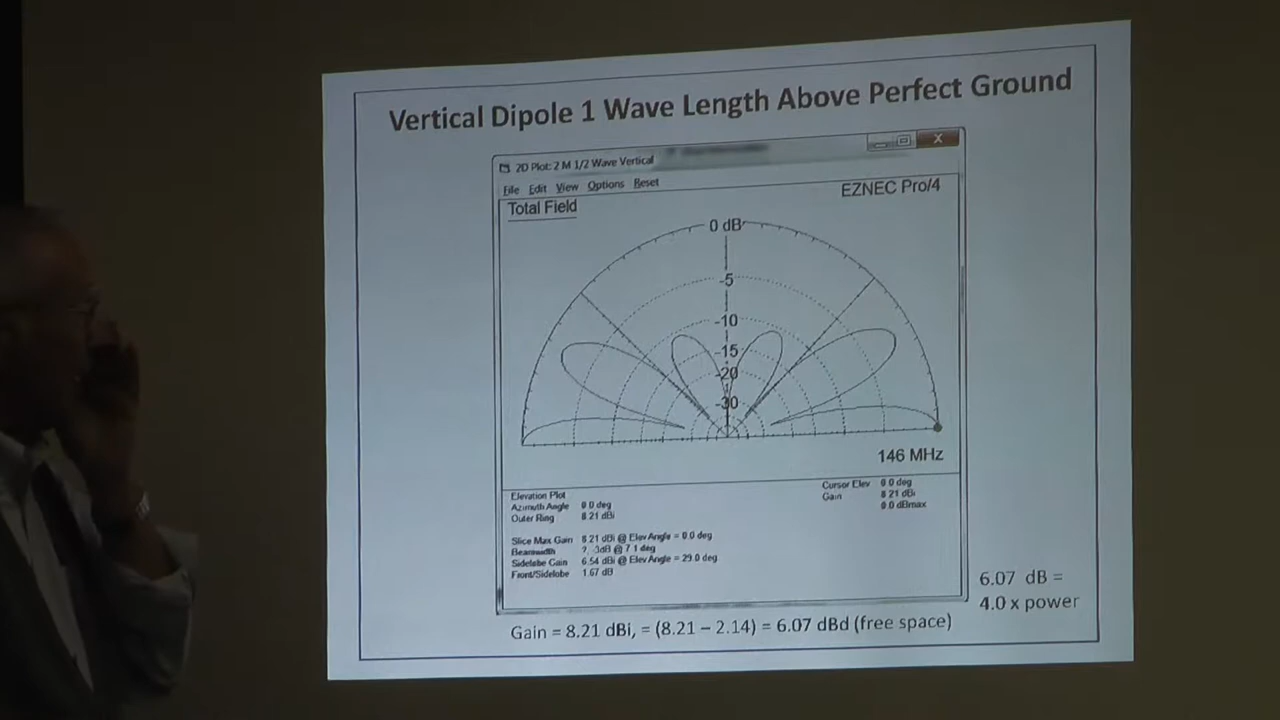 Vertical Dipole 1 Wave Length Above Perfect Ground
2D Plot: 2 M 1/2 Wave Vertical
X
File Edit View Options Reset
Total Field
EZNEC Pro/4
0 dB
-5
-10
-15
-20
-30
146 MHz
Elevation Plot
Azimuth Angle 0.0 deg
Outer Ring 8.21 dBi
Cursor Elev 0.0 deg
Gain 8.21 dBi
0.0 dBmax
Slice Max Gain 8.21 dBi @ Elev Angle = 0.0 deg
Beamwidth ?, -3dB @ 7.1 deg
Sidelobe Gain 6.54 dBi @ Elev Angle = 29.0 deg
Front/Sidelobe 1.67 dB
6.07 dB =
4.0 x power
Gain = 8.21 dBi, = (8.21 – 2.14) = 6.07 dBd (free space)